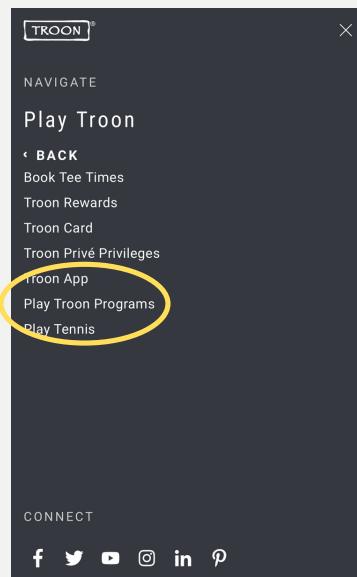 TROON®
NAVIGATE
Play Troon
‹ BACK
Book Tee Times
Troon Rewards
Troon Card
Troon Privé Privileges
Troon App
Play Troon Programs
Play Tennis
CONNECT